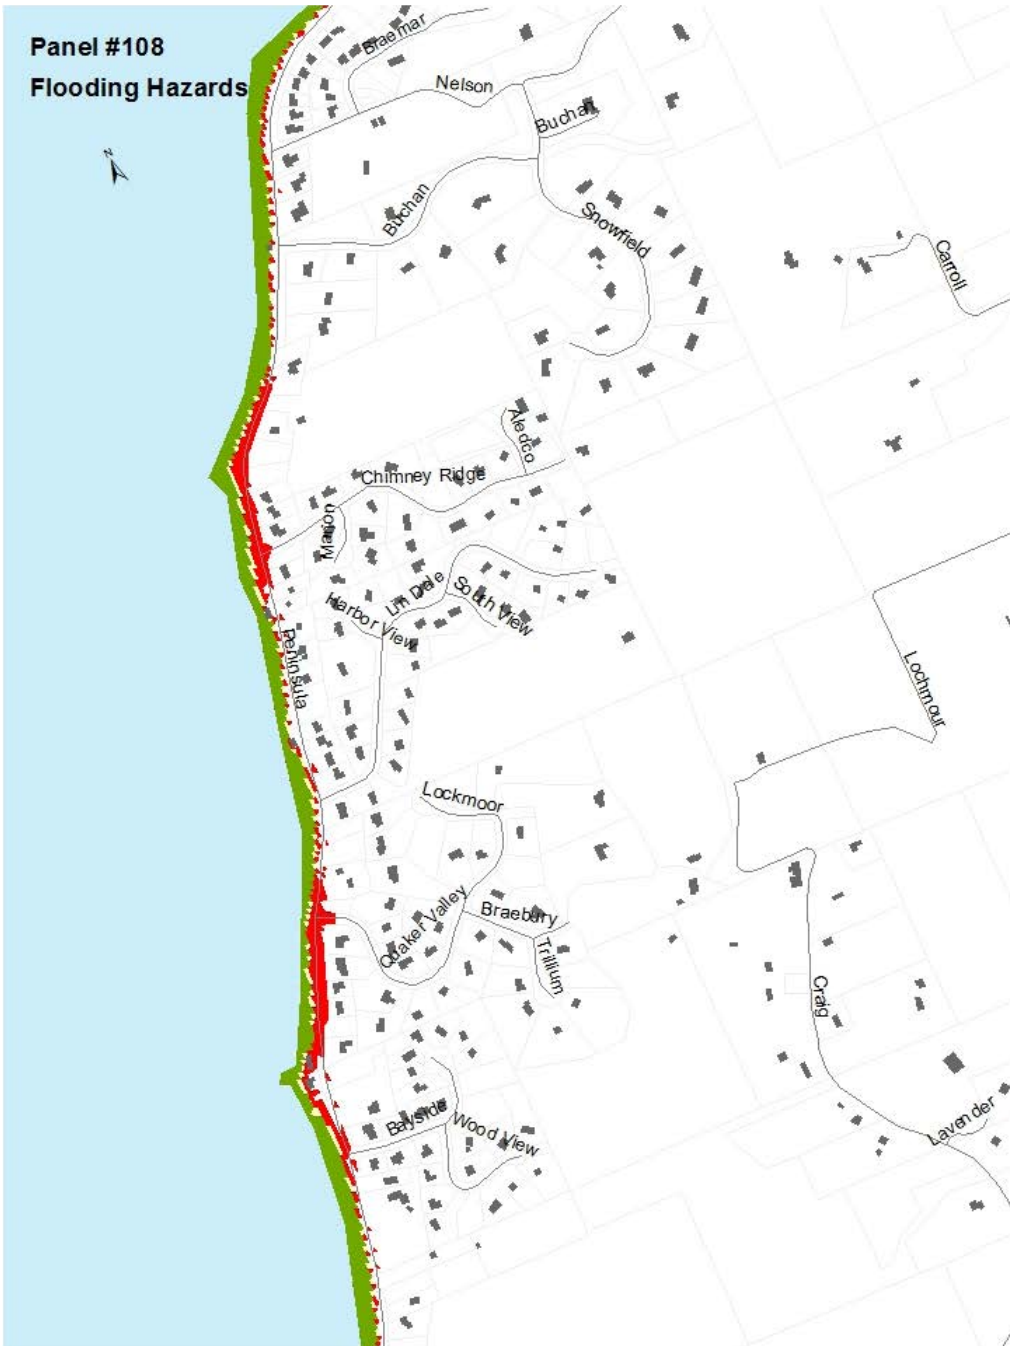 Panel #108
Flooding Hazards
N
Braemar
Nelson
Buchan
Buchan
Snowfield
Carroll
Aledco
Chimney Ridge
Marion
Lin Dale
South View
Harbor View
Peninsula
Lochmour
Lockmoor
Quaker Valley
Braebury
Trillium
Craig
Bayside
Wood View
Lavender